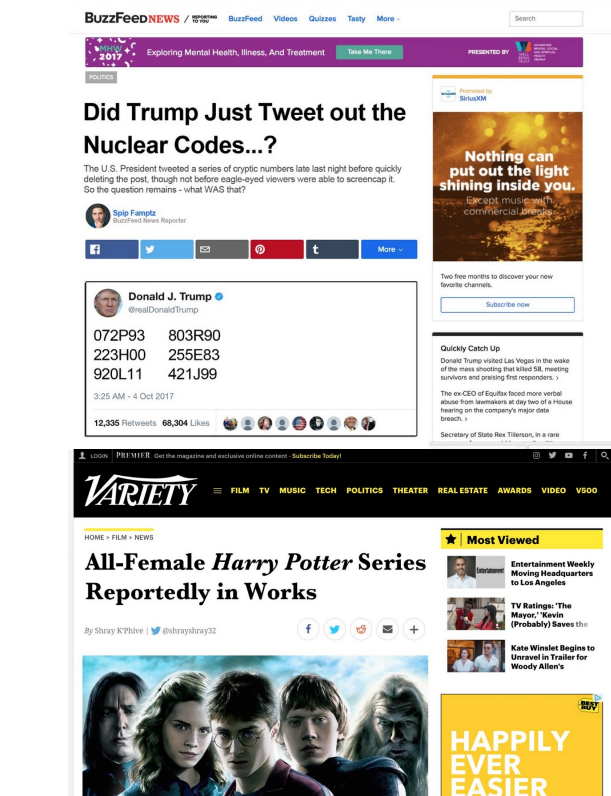 BuzzFeedNEWS / REPORTING TO YOU BuzzFeed Videos Quizzes Tasty More Search
MHW 2017 Exploring Mental Health, Illness, And Treatment Take Me There PRESENTED BY WELL BEING TRUST
POLITICS
Did Trump Just Tweet out the
Nuclear Codes...?
The U.S. President tweeted a series of cryptic numbers late last night before quickly
deleting the post, though not before eagle-eyed viewers were able to screencap it.
So the question remains - what WAS that?
Spip Famptz
BuzzFeed News Reporter
More
Donald J. Trump
@realDonaldTrump
072P93 803R90
223H00 255E83
920L11 421J99
3:25 AM - 4 Oct 2017
12,335 Retweets 68,304 Likes
Promoted by
SiriusXM
Nothing can
put out the light
shining inside you.
Except music with
commercial breaks.
Two free months to discover your new
favorite channels.
Subscribe now
Quickly Catch Up
Donald Trump visited Las Vegas in the wake
of the mass shooting that killed 58, meeting
survivors and praising first responders. ›
The ex-CEO of Equifax faced more verbal
abuse from lawmakers at day two of a House
hearing on the company's major data
breach. ›
Secretary of State Rex Tillerson, in a rare
LOGIN PREMIER Get the magazine and exclusive online content - Subscribe Today!
VARIETY FILM TV MUSIC TECH POLITICS THEATER REAL ESTATE AWARDS VIDEO V500
HOME > FILM > NEWS
All-Female Harry Potter Series
Reportedly in Works
By Shray K'Phive | @shrayshray32
Most Viewed
Entertainment
Entertainment Weekly
Moving Headquarters
to Los Angeles
TV Ratings: 'The
Mayor,' 'Kevin
(Probably) Saves the
Kate Winslet Begins to
Unravel in Trailer for
Woody Allen's
BEST BUY
HAPPILY
EVER
EASIER